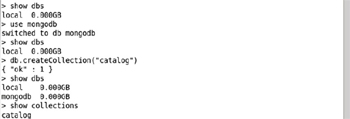 > show dbs
local  0.000GB
> use mongodb
switched to db mongodb
> show dbs
local  0.000GB
> db.createCollection("catalog")
{ "ok" : 1 }
> show dbs
local    0.000GB
mongodb  0.000GB
> show collections
catalog